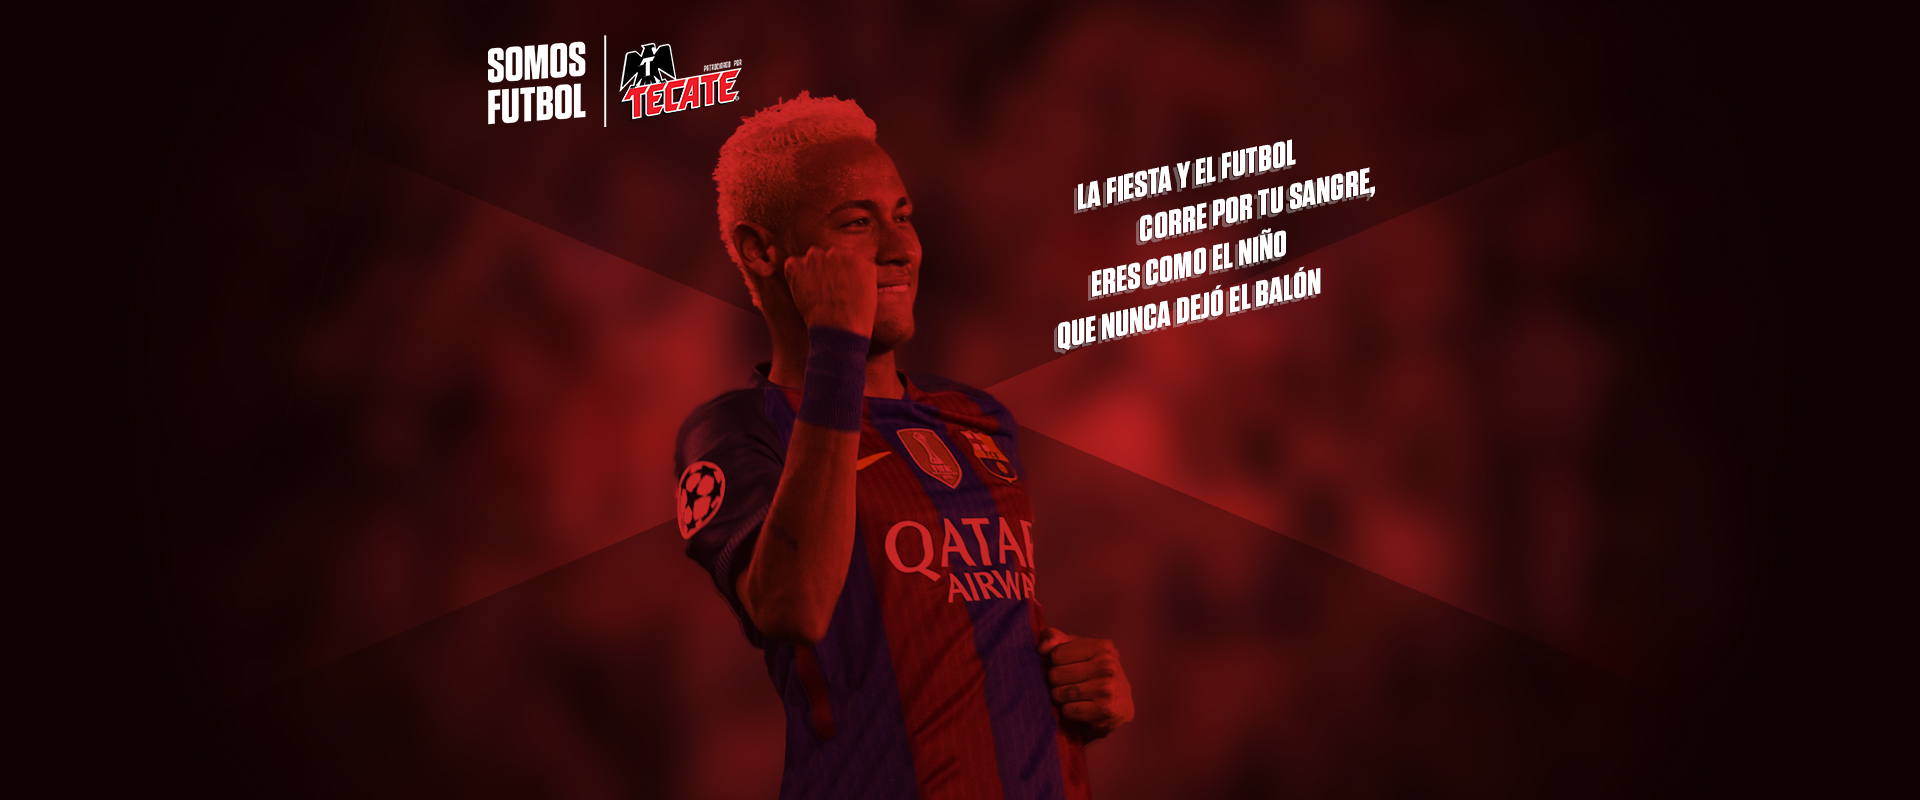 SOMOS
FUTBOL
T
PATROCINADO POR
TECATE
LA FIESTA Y EL FUTBOL
CORRE POR TU SANGRE,
ERES COMO EL NIÑO
QUE NUNCA DEJÓ EL BALÓN
FCB
QATAR
AIRWA